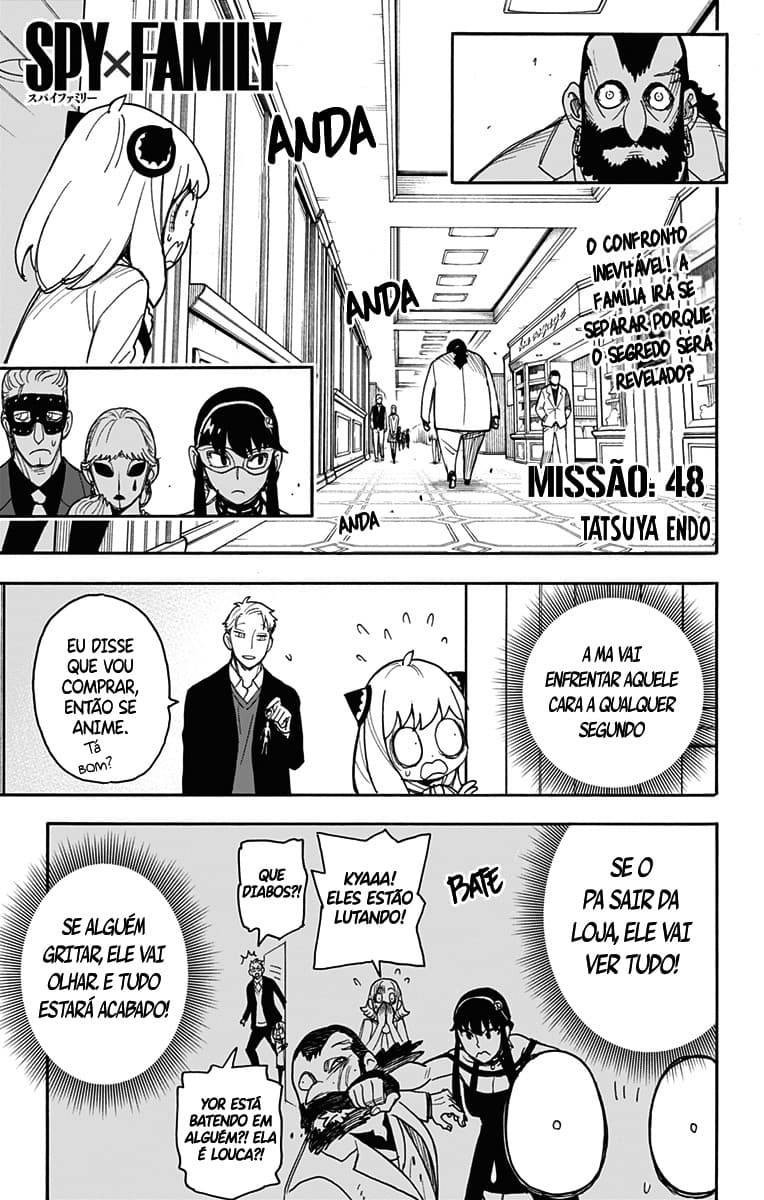 SPY×FAMILY
スパイファミリー
ANDA
O CONFRONTO
INEVITÁVEL! A
FAMÍLIA IRÁ SE
SEPARAR PORQUE
O SEGREDO SERÁ
REVELADO?
ANDA
MISSÃO: 48
TATSUYA ENDO
ANDA
A MA VAI
ENFRENTAR AQUELE
CARA A QUALQUER
SEGUNDO
EU DISSE
QUE VOU
COMPRAR,
ENTÃO SE
ANIME.
Tá
bom?
SE O
PA SAIR DA
LOJA, ELE VAI
VER TUDO!
BATE
KYAAA!
ELES ESTÃO
LUTANDO!
QUE
DIABOS?!
SE ALGUÉM
GRITAR, ELE VAI
OLHAR. E TUDO
ESTARÁ ACABADO!
YOR ESTÁ
BATENDO EM
ALGUÉM?! ELA
É LOUCA?!